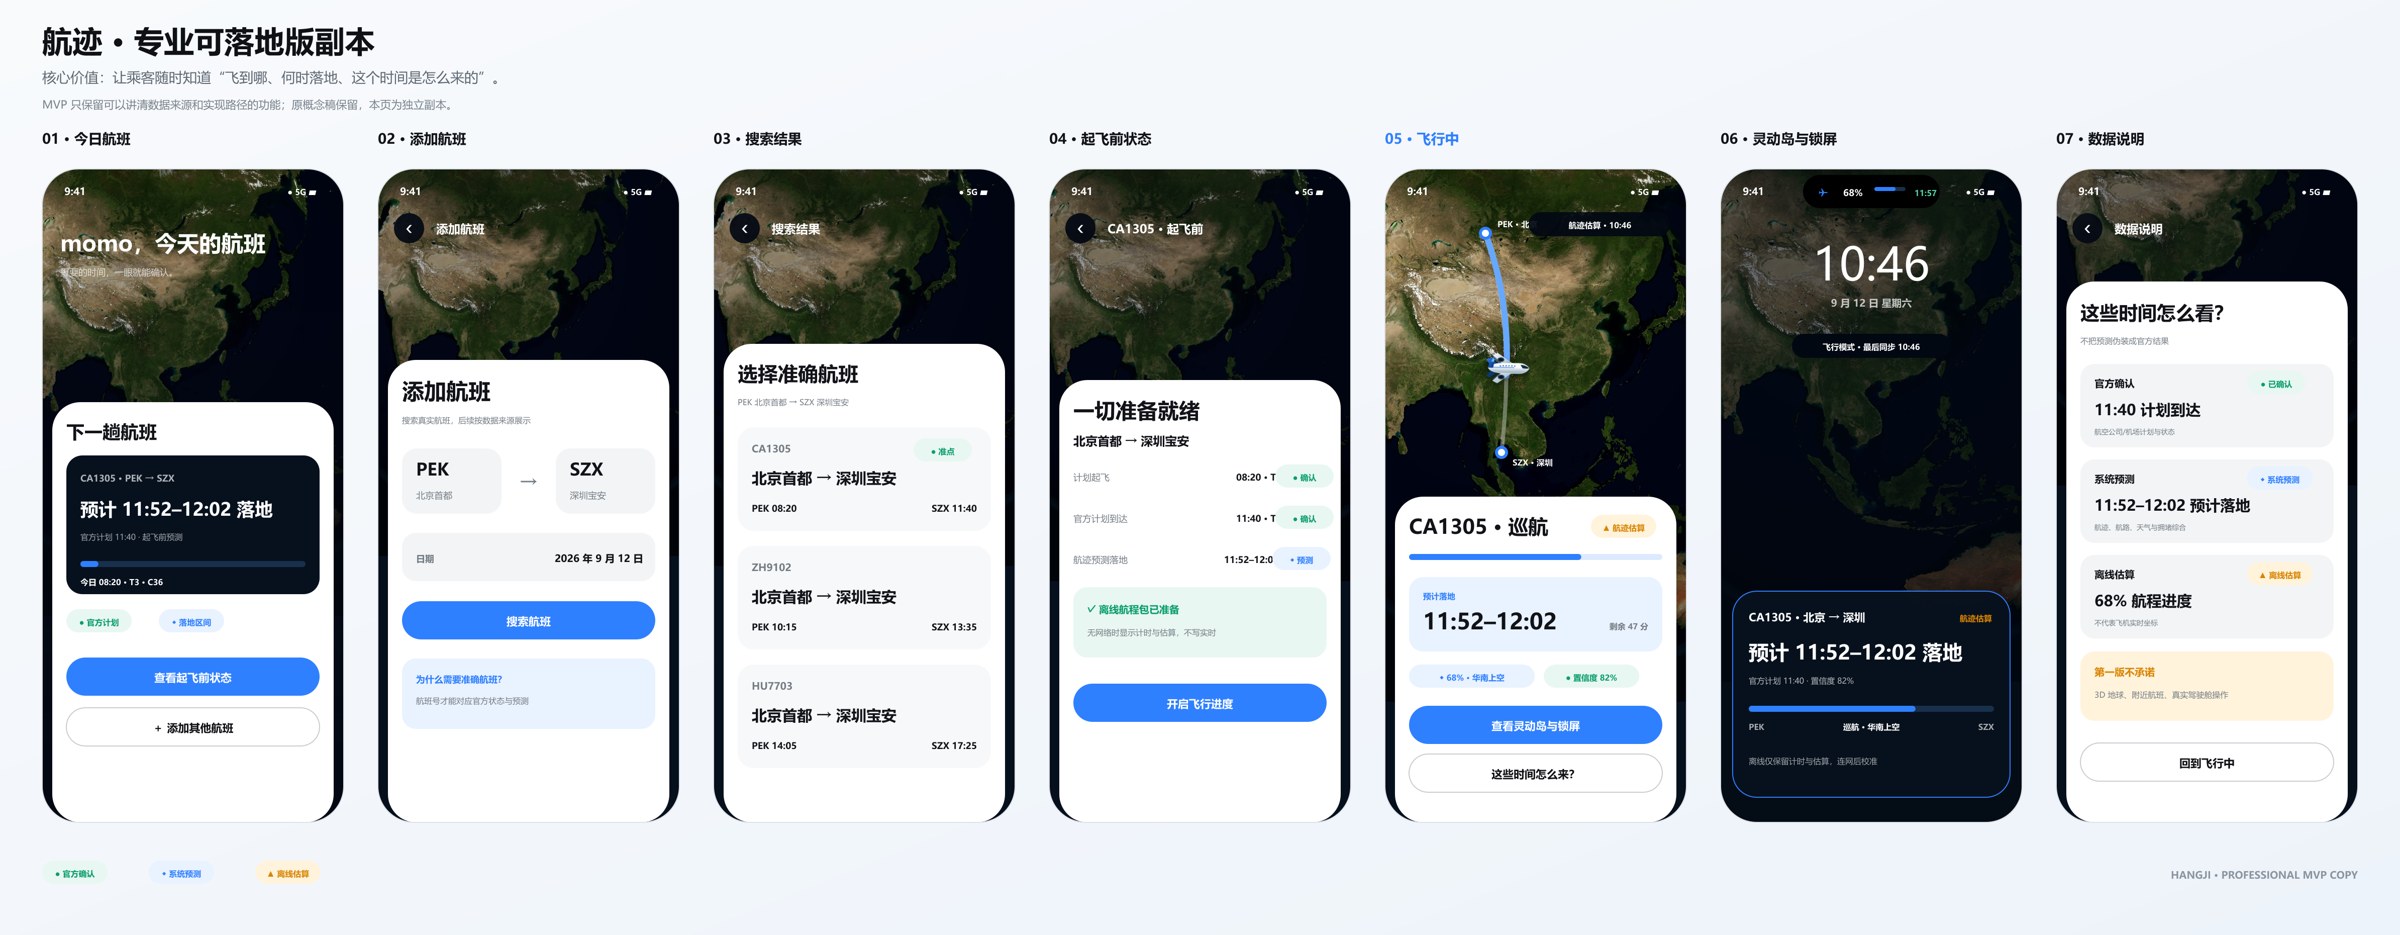 航迹 • 专业可落地版副本
核心价值：让乘客随时知道“飞到哪、何时落地、这个时间是怎么来的”。
MVP 只保留可以讲清数据来源和实现路径的功能；原概念稿保留，本页为独立副本。
01 • 今日航班
9:41
● 5G
momo，今天的航班
重要的时间，一眼就能确认。
下一趟航班
CA1305 • PEK → SZX
预计 11:52–12:02 落地
官方计划 11:40 · 起飞前预测
今日 08:20 • T3 • C36
● 官方计划
• 落地区间
查看起飞前状态
+ 添加其他航班
02 • 添加航班
9:41
● 5G
‹ 添加航班
添加航班
搜索真实航班，后续按数据来源展示
PEK
北京首都
→
SZX
深圳宝安
日期
2026 年 9 月 12 日
搜索航班
为什么需要准确航班?
航班号才能对应官方状态与预测
03 • 搜索结果
9:41
● 5G
‹ 搜索结果
选择准确航班
PEK 北京首都 → SZX 深圳宝安
CA1305
● 准点
北京首都 → 深圳宝安
PEK 08:20
SZX 11:40
ZH9102
北京首都 → 深圳宝安
PEK 10:15
SZX 13:35
HU7703
北京首都 → 深圳宝安
PEK 14:05
SZX 17:25
04 • 起飞前状态
9:41
● 5G
‹ CA1305 • 起飞前
一切准备就绪
北京首都 → 深圳宝安
计划起飞
08:20 • T
● 确认
官方计划到达
11:40 • T
● 确认
航迹预测落地
11:52–12:0
• 预测
✓ 离线航程包已准备
无网络时显示计时与估算，不写实时
开启飞行进度
05 • 飞行中
9:41
● 5G
PEK • 北
航迹估算 • 10:46
SZX • 深圳
CA1305 • 巡航
▲ 航迹估算
预计落地
11:52–12:02
剩余 47 分
• 68% • 华南上空
● 置信度 82%
查看灵动岛与锁屏
这些时间怎么来?
06 • 灵动岛与锁屏
9:41
✈ 68%
11:57
● 5G
10:46
9 月 12 日 星期六
飞行模式 • 最后同步 10:46
CA1305 • 北京 → 深圳
航迹估算
预计 11:52–12:02 落地
官方计划 11:40 · 置信度 82%
PEK
巡航 • 华南上空
SZX
离线仅保留计时与估算，连网后校准
07 • 数据说明
9:41
● 5G
‹ 数据说明
这些时间怎么看?
不把预测伪装成官方结果
官方确认
● 已确认
11:40 计划到达
航空公司/机场计划与状态
系统预测
• 系统预测
11:52–12:02 预计落地
航迹、航路、天气与拥堵综合
离线估算
▲ 离线估算
68% 航程进度
不代表飞机实时坐标
第一版不承诺
3D 地球、附近航班、真实驾驶舱操作
回到飞行中
● 官方确认
• 系统预测
▲ 离线估算
HANGJI • PROFESSIONAL MVP COPY